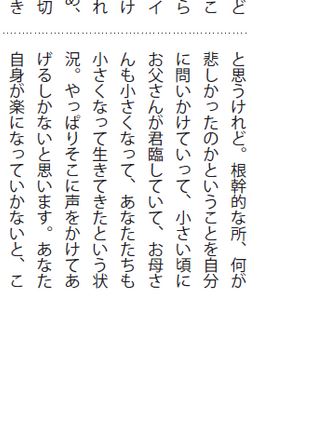 ど
こ
ら
イ
け
れ
、
切
き
と思うけれど。根幹的な所、何が
悲しかったのかということを自分
に問いかけていって、小さい頃に
お父さんが君臨していて、お母さ
んも小さくなって、あなたたちも
小さくなって生きてきたという状
況。やっぱりそこに声をかけてあ
げるしかないと思います。あなた
自身が楽になっていかないと、こ